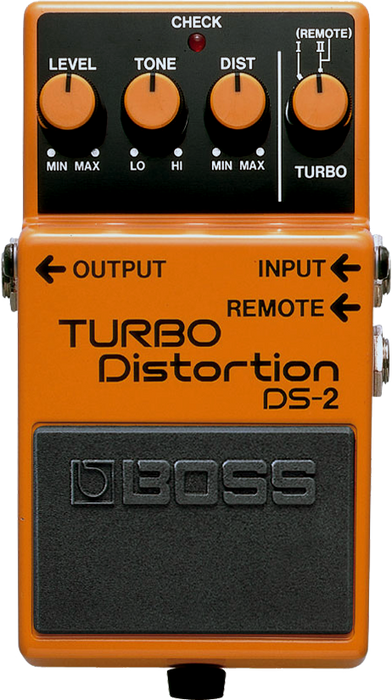 CHECK
(REMOTE)
I II
LEVEL TONE DIST
MIN MAX LO HI MIN MAX
TURBO
OUTPUT INPUT
REMOTE
TURBO
Distortion
DS-2
BOSS